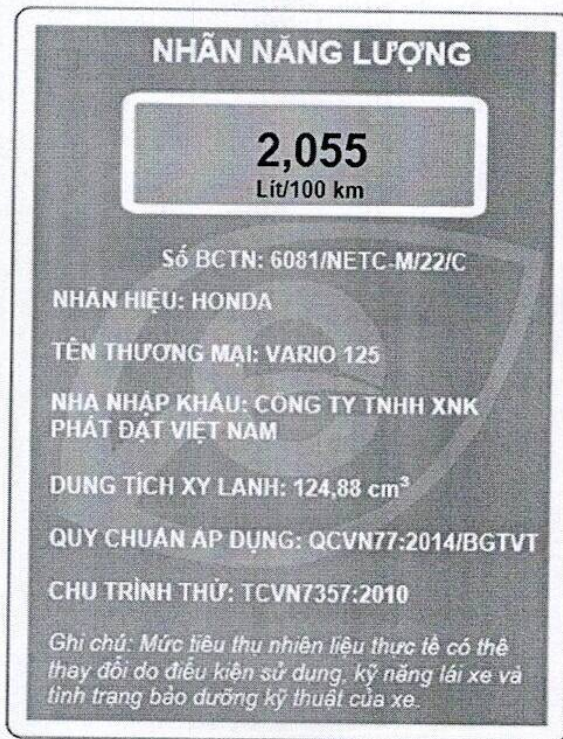 NHÃN NĂNG LƯỢNG
2,055
Lít/100 km
Số BCTN: 6081/NETC-M/22/C
NHÃN HIỆU: HONDA
TÊN THƯƠNG MẠI: VARIO 125
NHÀ NHẬP KHẨU: CÔNG TY TNHH XNK
PHÁT ĐẠT VIỆT NAM
DUNG TÍCH XY LANH: 124,88 cm³
QUY CHUẨN ÁP DỤNG: QCVN77:2014/BGTVT
CHU TRÌNH THỬ: TCVN7357:2010
Ghi chú: Mức tiêu thụ nhiên liệu thực tế có thể
thay đổi do điều kiện sử dụng, kỹ năng lái xe và
tình trạng bảo dưỡng kỹ thuật của xe.